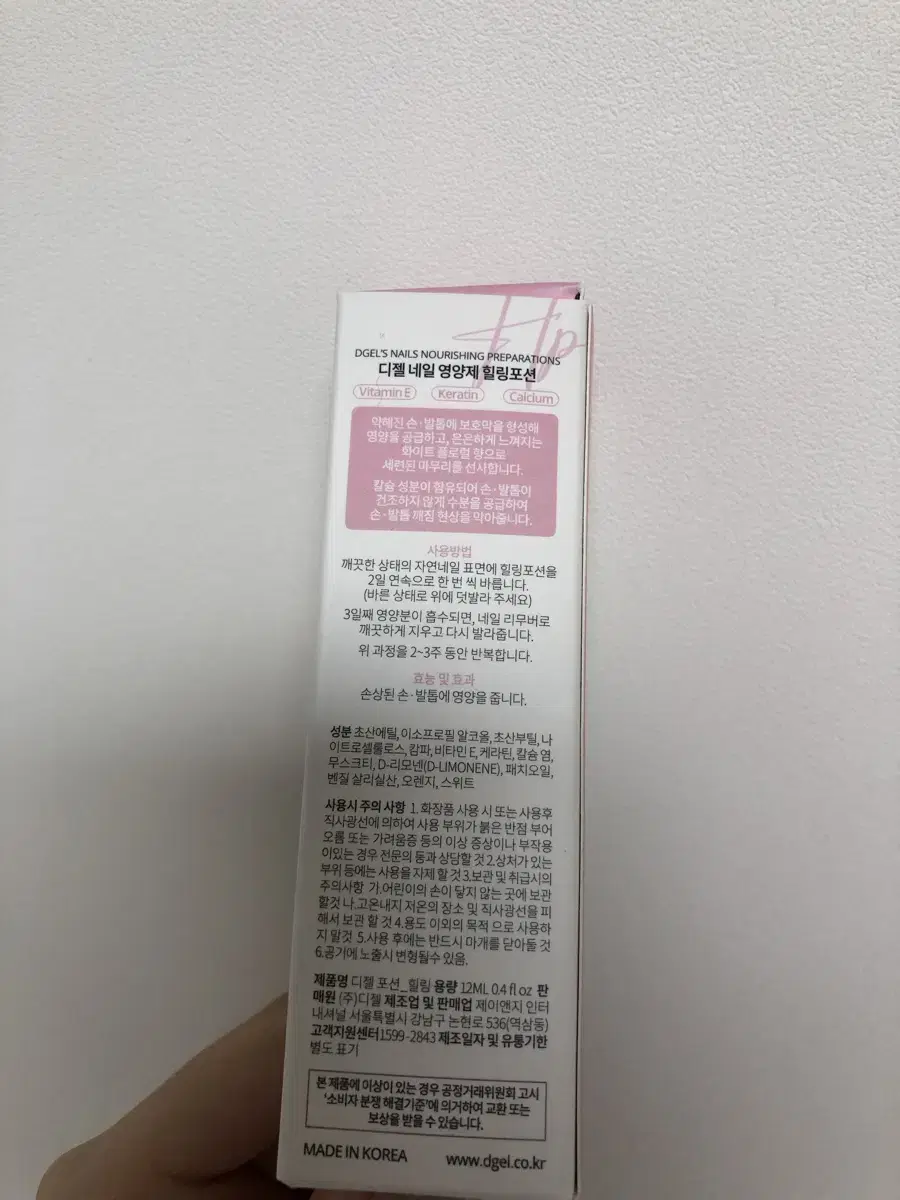 Hp
DGEL'S NAILS NOURISHING PREPARATIONS
디젤 네일 영양제 힐링포션
Vitamin E Keratin Calcium
약해진 손·발톱에 보호막을 형성해
영양을 공급하고, 은은하게 느껴지는
화이트 플로럴 향으로
세련된 마무리를 선사합니다.
칼슘 성분이 함유되어 손·발톱이
건조하지 않게 수분을 공급하여
손·발톱 깨짐 현상을 막아줍니다.
사용방법
깨끗한 상태의 자연네일 표면에 힐링포션을
2일 연속으로 한 번 씩 바릅니다.
(바른 상태로 위에 덧발라 주세요)
3일째 영양분이 흡수되면, 네일 리무버로
깨끗하게 지우고 다시 발라줍니다.
위 과정을 2~3주 동안 반복합니다.
효능 및 효과
손상된 손·발톱에 영양을 줍니다.
성분 초산에틸, 이소프로필 알코올, 초산부틸, 나
이트로셀룰로스, 캄파, 비타민 E, 케라틴, 칼슘 염,
무스크티, D-리모넨(D-LIMONENE), 패치오일,
벤질 살리실산, 오렌지, 스위트
사용시 주의 사항 1. 화장품 사용 시 또는 사용후
직사광선에 의하여 사용 부위가 붉은 반점 부어
오름 또는 가려움증 등의 이상 증상이나 부작용
이있는 경우 전문의 등과 상담할 것 2.상처가 있는
부위 등에는 사용을 자제 할 것 3.보관 및 취급시의
주의사항 가.어린이의 손이 닿지 않는 곳에 보관
할것 나.고온내지 저온의 장소 및 직사광선을 피
해서 보관 할 것 4.용도 이외의 목적 으로 사용하
지 말것 5.사용 후에는 반드시 마개를 닫아둘 것
6.공거에 노출시 변형될수 있음.
제품명 디젤 포션_힐링 용량 12ML 0.4 fl oz 판
매원 (주)디젤 제조업 및 판매업 제이앤지 인터
내셔널 서울특별시 강남구 논현로 536(역삼동)
고객지원센터1599-2843 제조일자 및 유통기한
별도 표기
본 제품에 이상이 있는 경우 공정거래위원회 고시
'소비자 분쟁 해결기준'에 의거하여 교환 또는
보상을 받을 수 있습니다.
MADE IN KOREA www.dgel.co.kr